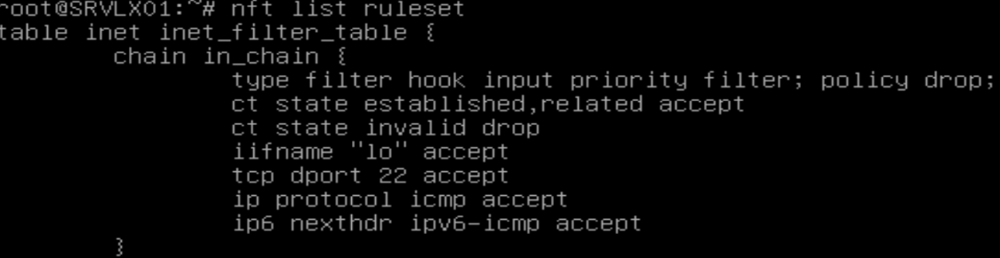 root@SRVLX01:~# nft list ruleset
table inet inet_filter_table {
        chain in_chain {
                type filter hook input priority filter; policy drop;
                ct state established,related accept
                ct state invalid drop
                iifname "lo" accept
                tcp dport 22 accept
                ip protocol icmp accept
                ip6 nexthdr ipv6-icmp accept
        }